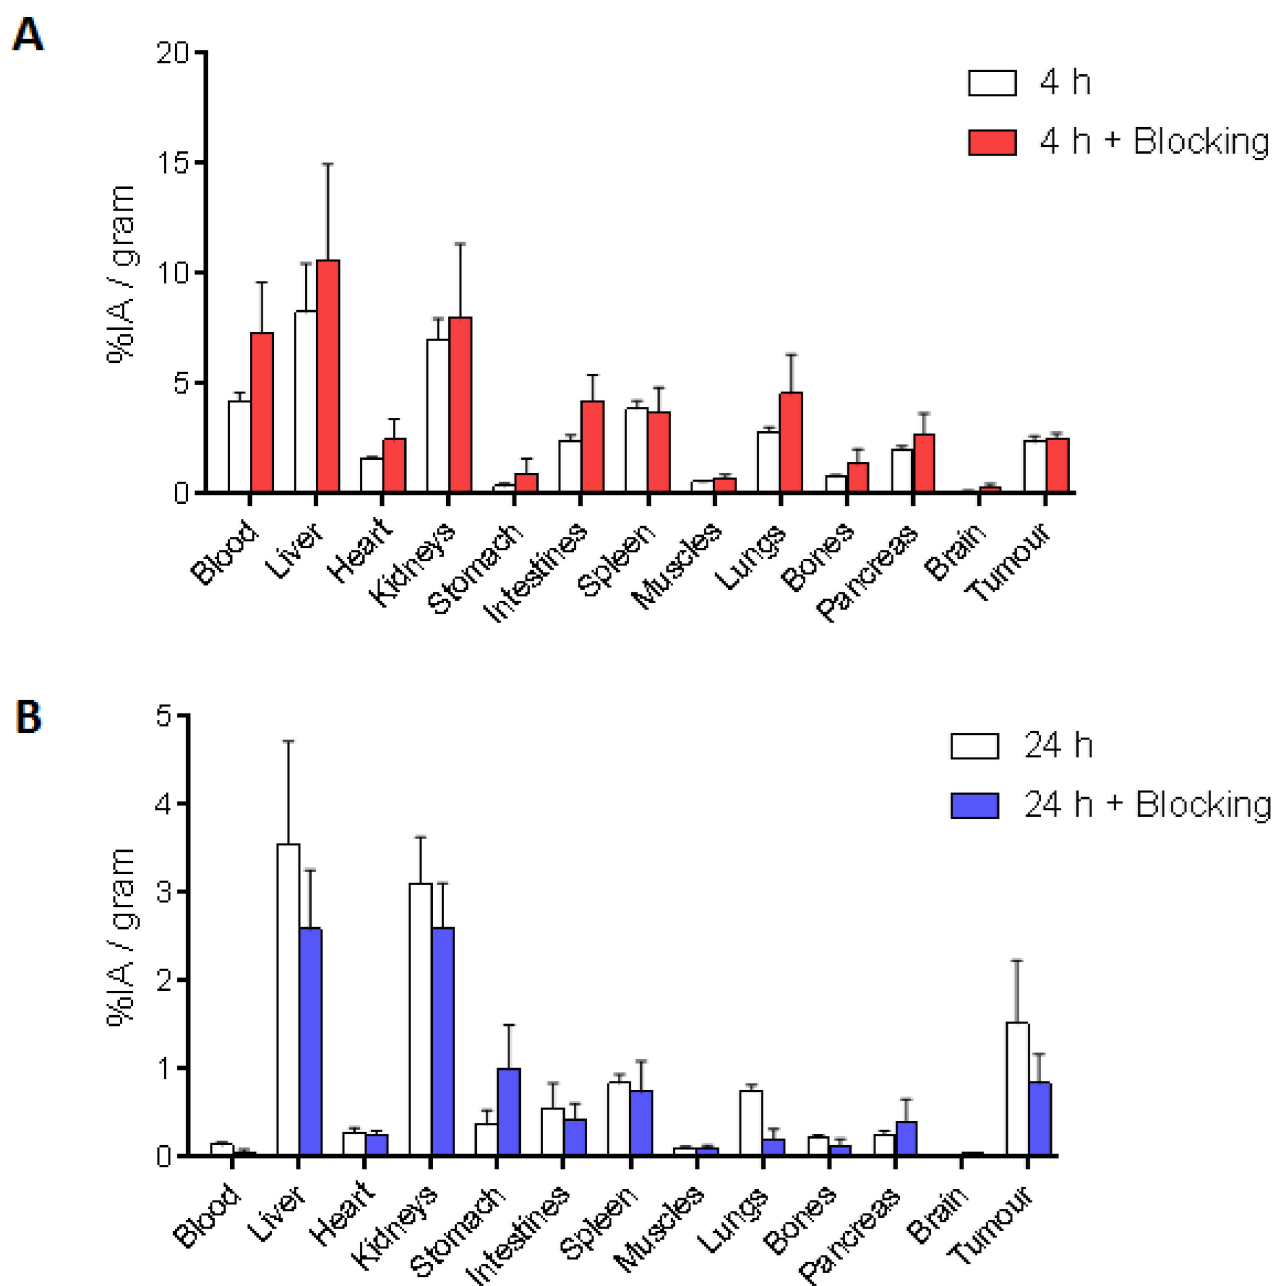 A
20
15
10
5
0
%IA / gram
4 h
4 h + Blocking
Blood
Liver
Heart
Kidneys
Stomach
Intestines
Spleen
Muscles
Lungs
Bones
Pancreas
Brain
Tumour
B
5
4
3
2
1
0
%IA / gram
24 h
24 h + Blocking
Blood
Liver
Heart
Kidneys
Stomach
Intestines
Spleen
Muscles
Lungs
Bones
Pancreas
Brain
Tumour